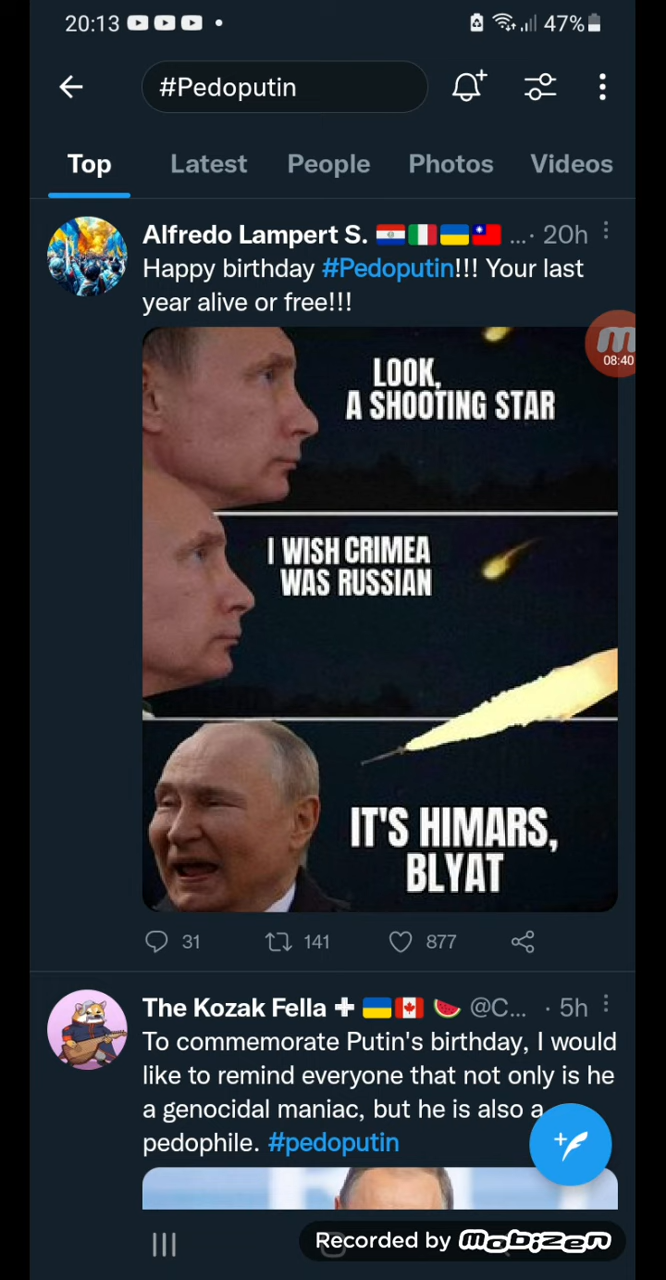 20:13 47%
#Pedoputin
Top Latest People Photos Videos
Alfredo Lampert S. ... · 20h
Happy birthday #Pedoputin!!! Your last
year alive or free!!!
08:40
LOOK,
A SHOOTING STAR
I WISH CRIMEA
WAS RUSSIAN
IT'S HIMARS,
BLYAT
31 141 877
The Kozak Fella @C... · 5h
To commemorate Putin's birthday, I would
like to remind everyone that not only is he
a genocidal maniac, but he is also a
pedophile. #pedoputin
Recorded by mobizen